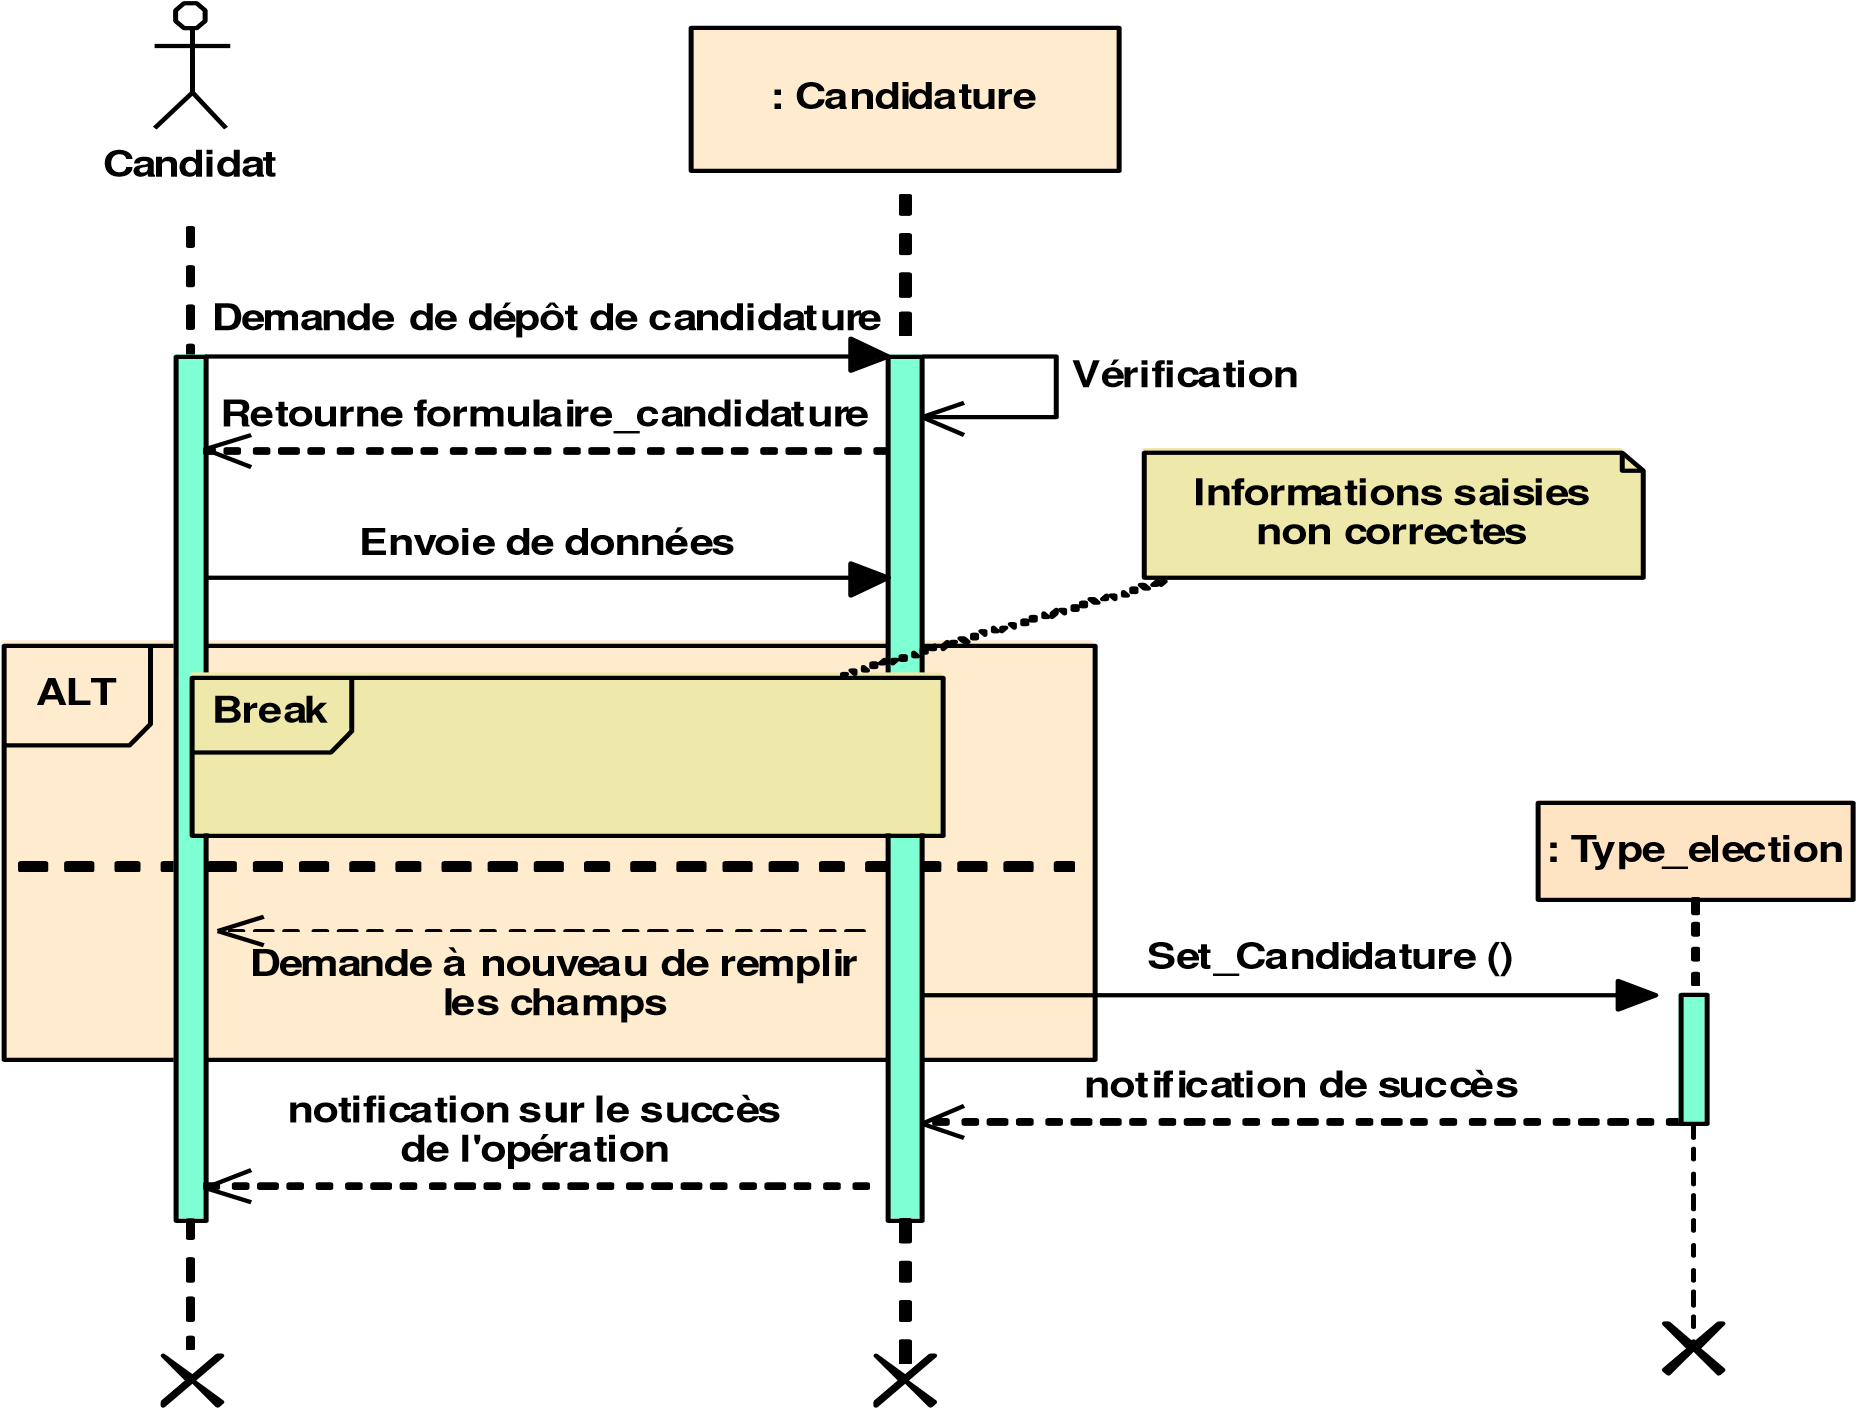 Candidat
: Candidature
Demande de dépôt de candidature
Vérification
Retourne formulaire_candidature
Informations saisies
non correctes
Envoie de données
ALT
Break
: Type_election
Demande à nouveau de remplir
les champs
Set_Candidature ()
notification de succès
notification sur le succès
de l'opération